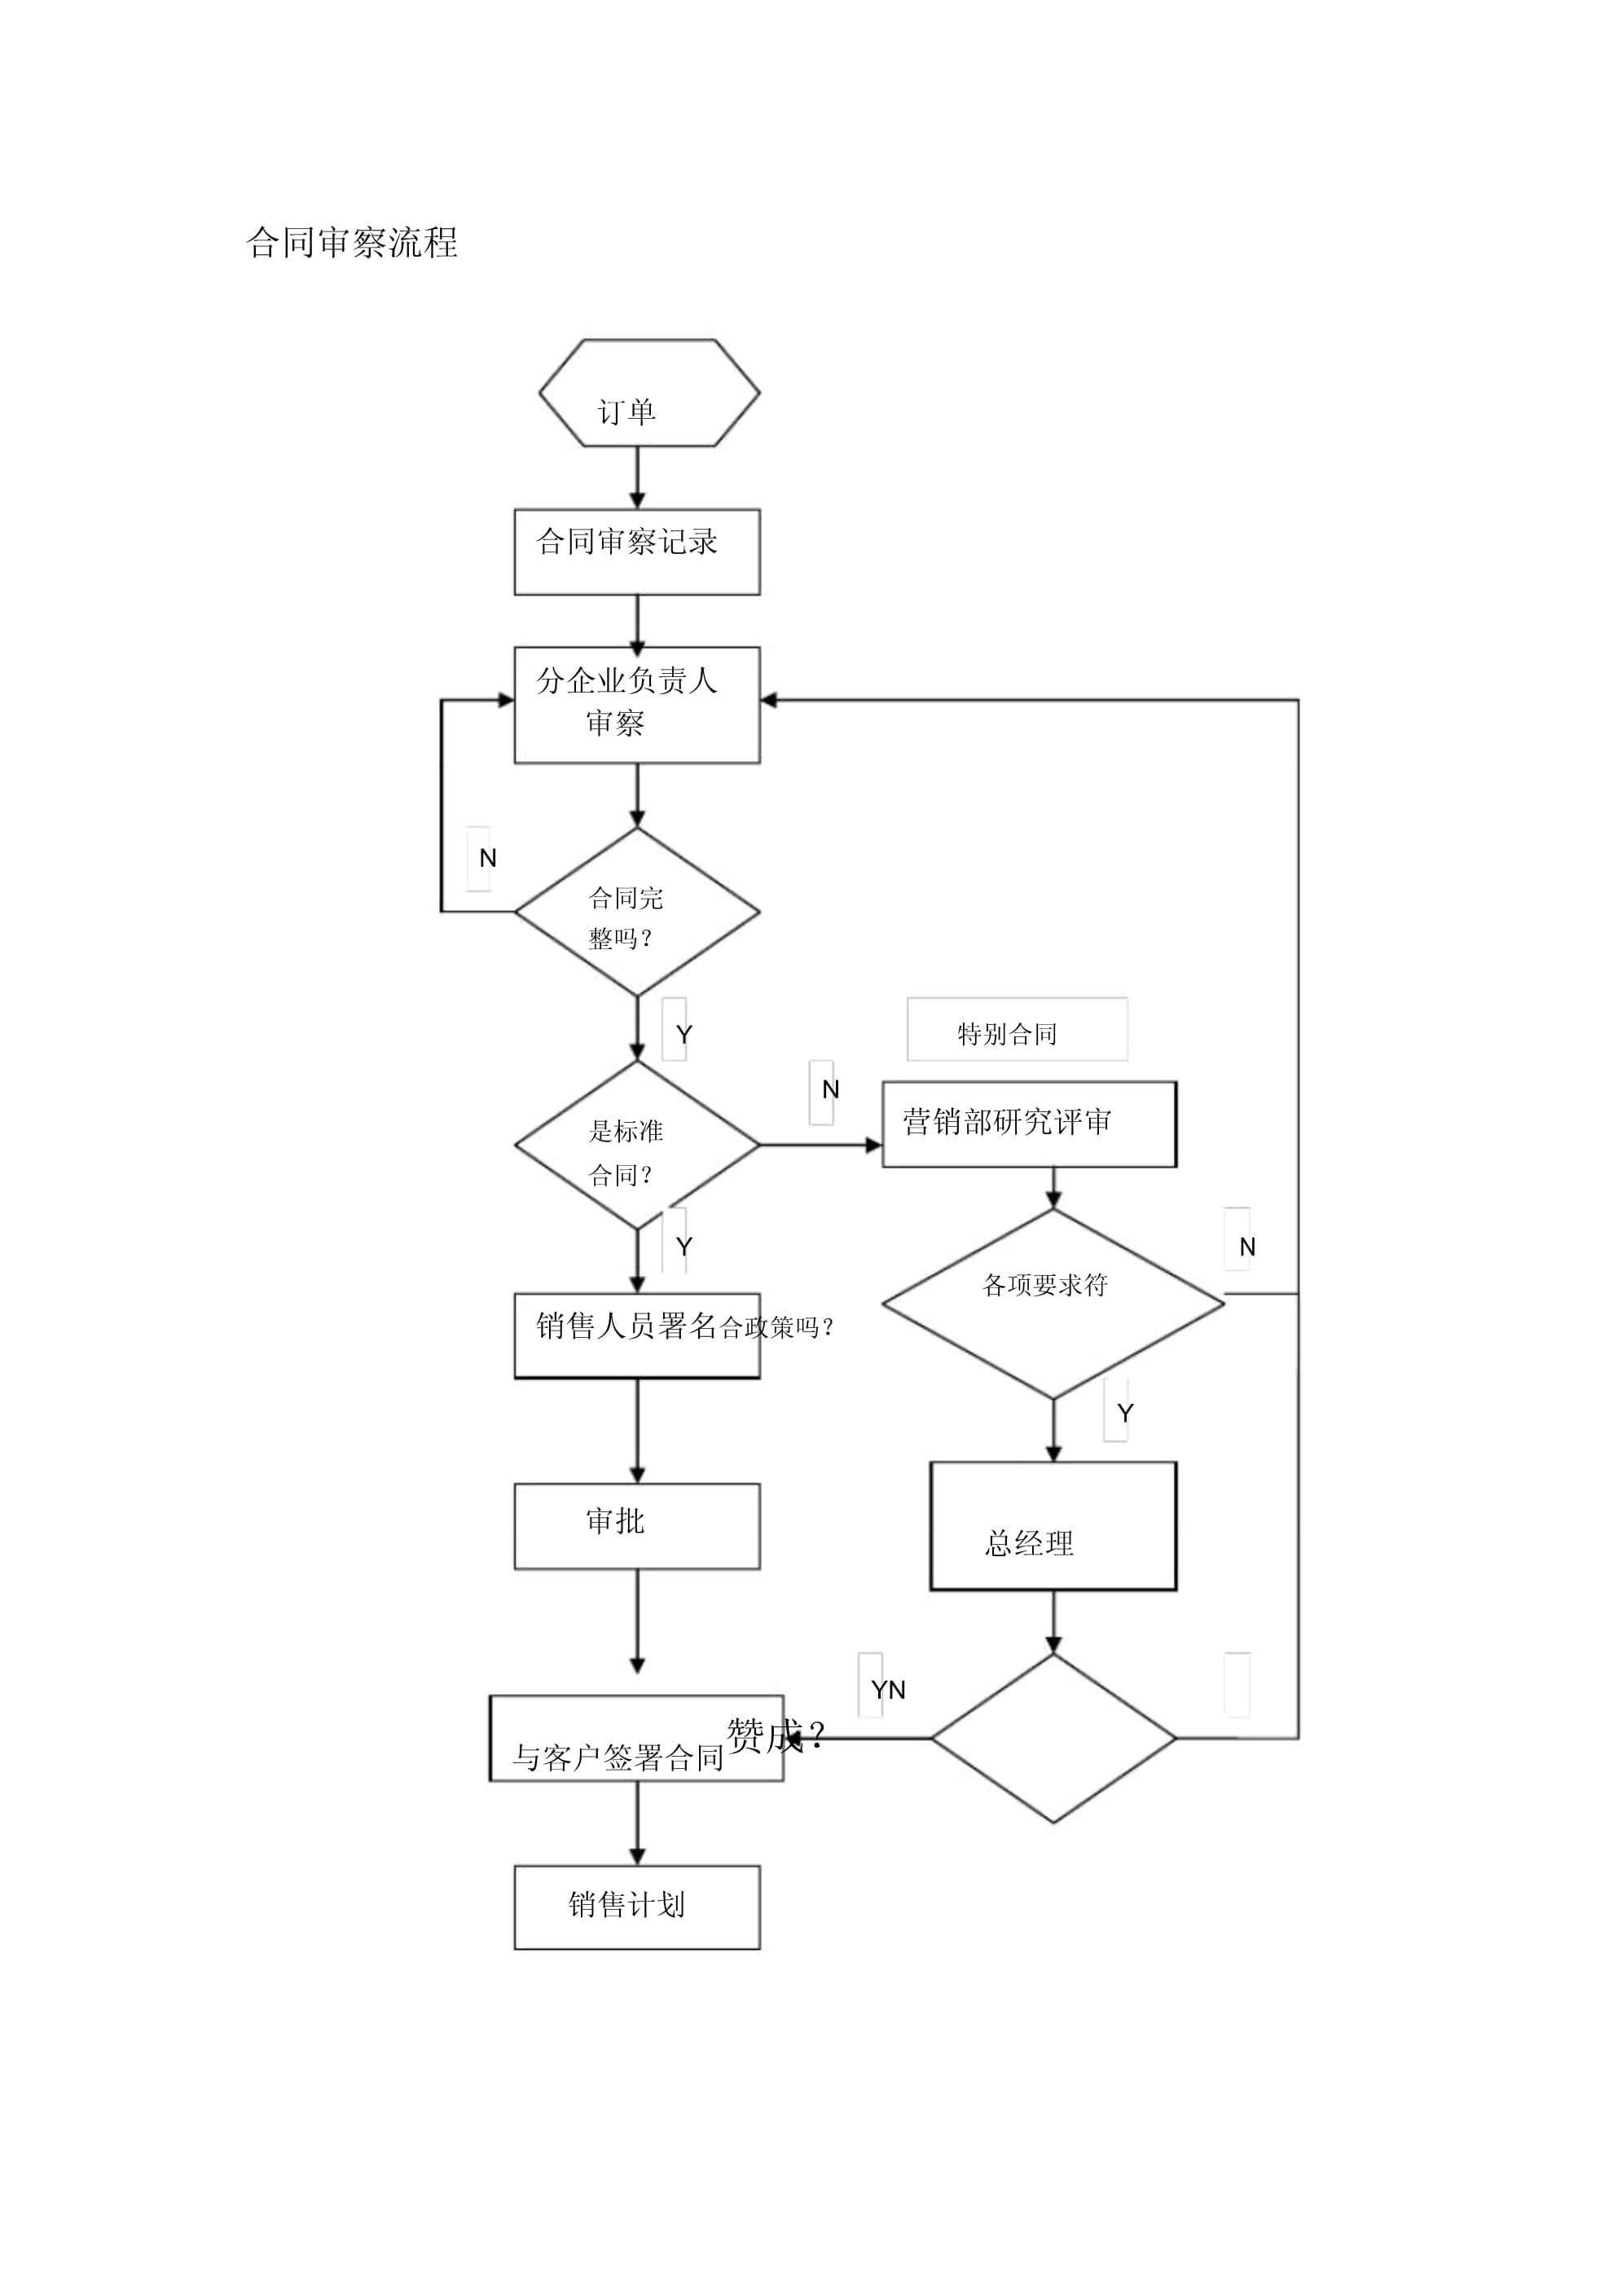 合同审察流程
订单
合同审察记录
分企业负责人
审察
N
合同完
整吗？
Y
特别合同
N
营销部研究评审
是标准
合同？
Y
N
各项要求符
销售人员署名合政策吗？
Y
审批
总经理
YN
与客户签署合同赞成？
销售计划